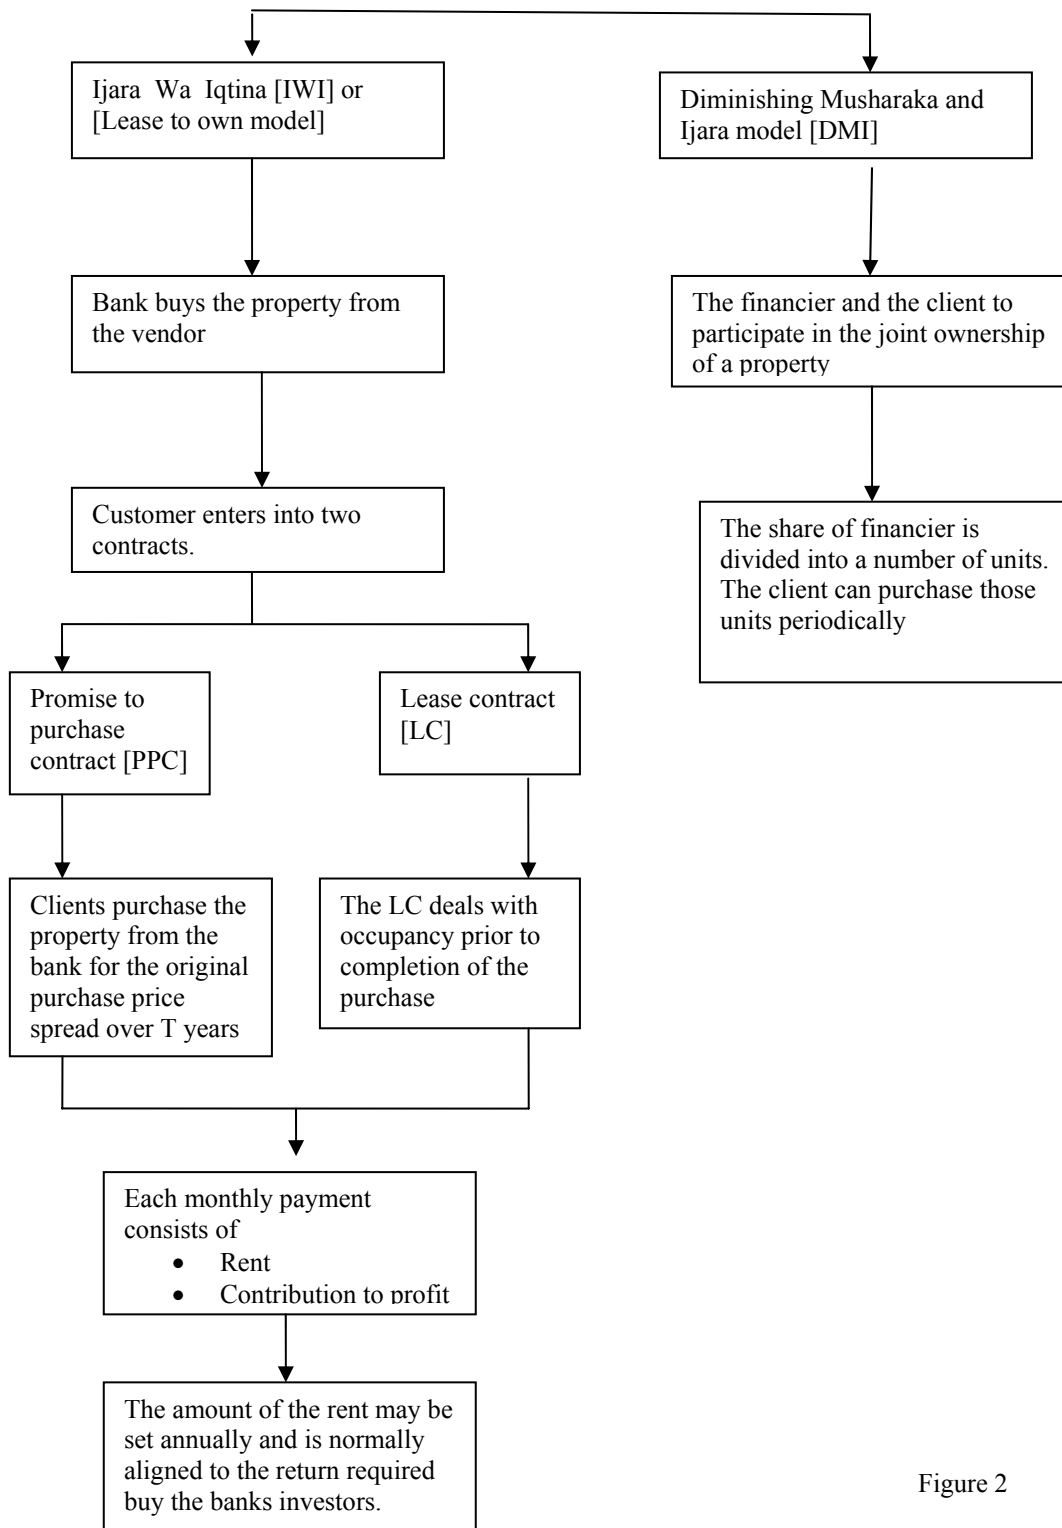 Ijara Wa Iqtina [IWI] or
[Lease to own model]
Diminishing Musharaka and
Ijara model [DMI]
Bank buys the property from
the vendor
The financier and the client to
participate in the joint ownership
of a property
Customer enters into two
contracts.
The share of financier is
divided into a number of units.
The client can purchase those
units periodically
Promise to
purchase
contract [PPC]
Lease contract
[LC]
Clients purchase the
property from the
bank for the original
purchase price
spread over T years
The LC deals with
occupancy prior to
completion of the
purchase
Each monthly payment
consists of
• Rent
• Contribution to profit
The amount of the rent may be
set annually and is normally
aligned to the return required
buy the banks investors.
Figure 2